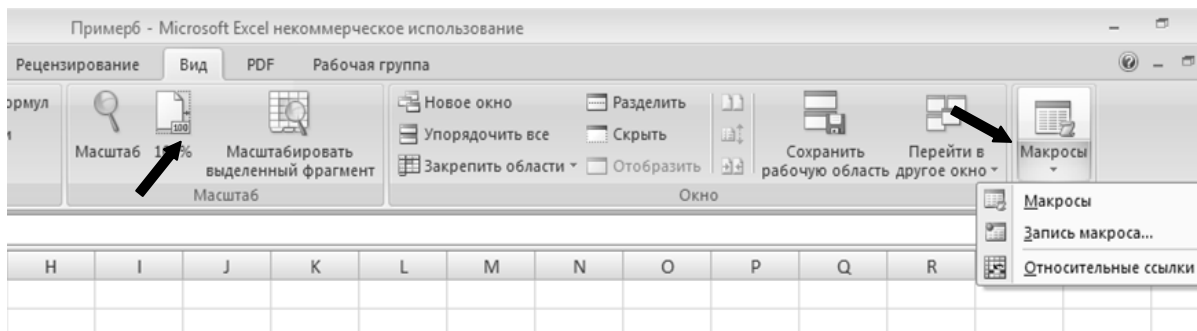 Пример6 - Microsoft Excel некоммерческое использование
Рецензирование Вид PDF Рабочая группа
Масштаб
Масштабировать выделенный фрагмент
Масштаб
Новое окно
Упорядочить все
Закрепить области
Разделить
Скрыть
Отобразить
Сохранить рабочую область
Перейти в другое окно
Окно
Макросы
Макросы
Запись макроса...
Относительные ссылки
100
H I J K L M N O P Q R